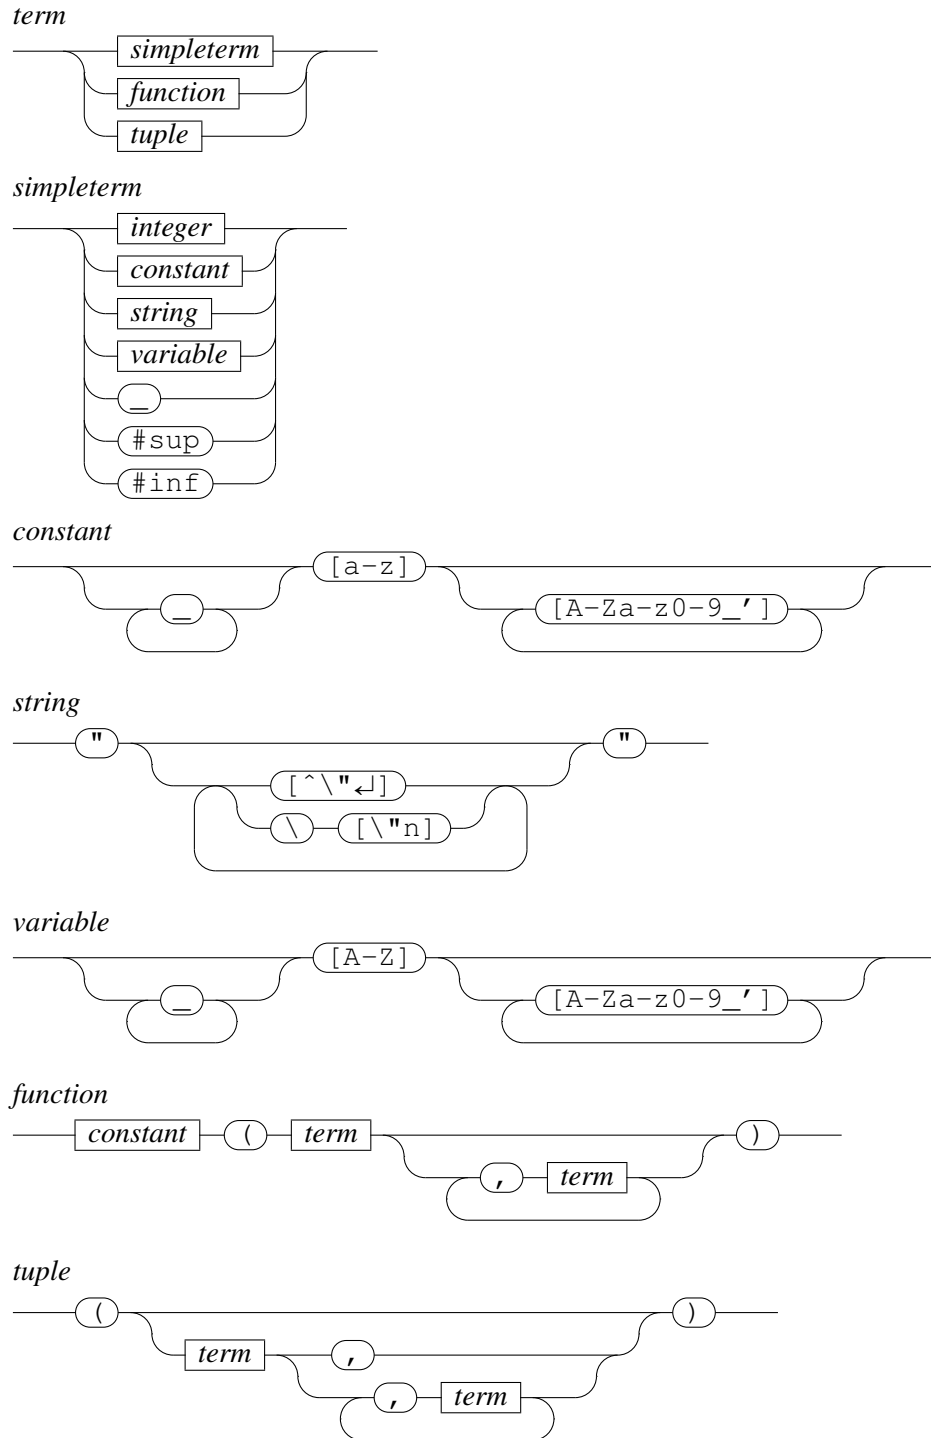 term
simpleterm
function
tuple
simpleterm
integer
constant
string
variable
_
#sup
#inf
constant
[a-z]
_ [A-Za-z0-9_′]
string
" "
[^\"↵]
\ [\"n]
variable
[A-Z]
_ [A-Za-z0-9_′]
function
constant ( term )
, term
tuple
( )
term ,
, term